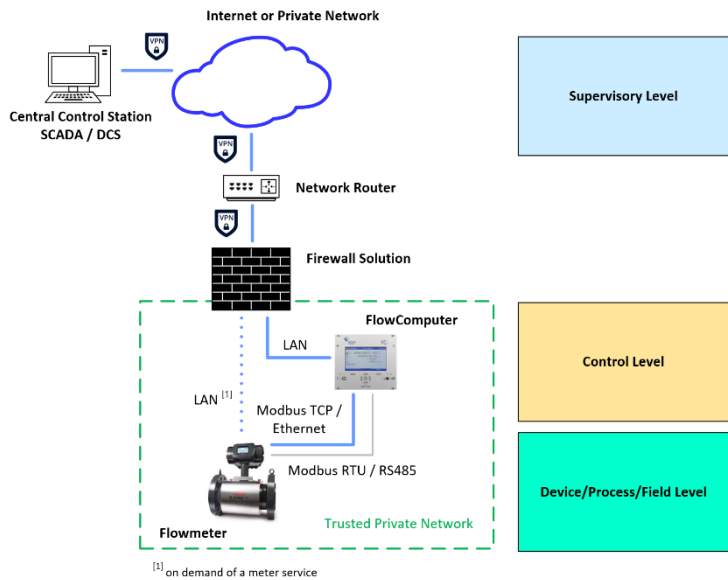 Internet or Private Network
VPN
Central Control Station
SCADA / DCS
Supervisory Level
VPN
Network Router
VPN
Firewall Solution
FlowComputer
LAN
Control Level
LAN [1]
Modbus TCP /
Ethernet
Modbus RTU / RS485
Device/Process/Field Level
Flowmeter
Trusted Private Network
[1] on demand of a meter service